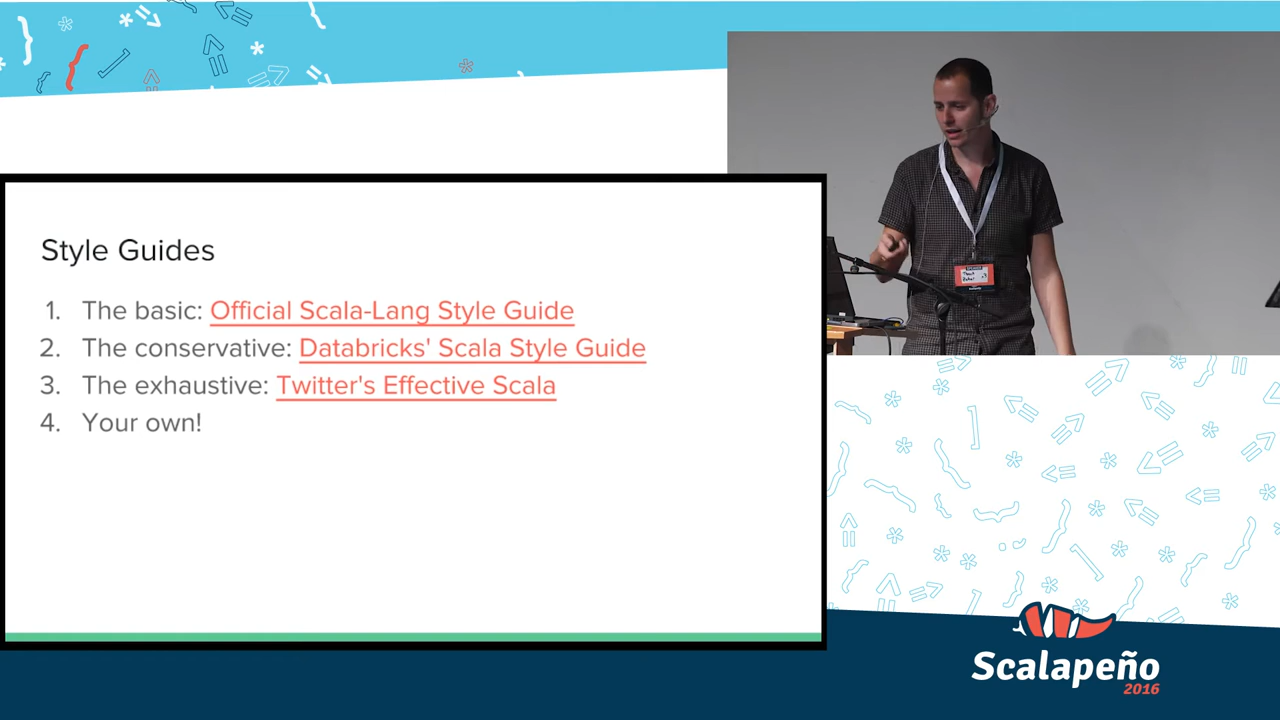 Style Guides
1. The basic: Official Scala-Lang Style Guide
2. The conservative: Databricks' Scala Style Guide
3. The exhaustive: Twitter's Effective Scala
4. Your own!
SPEAKER
Scalapeño
2016